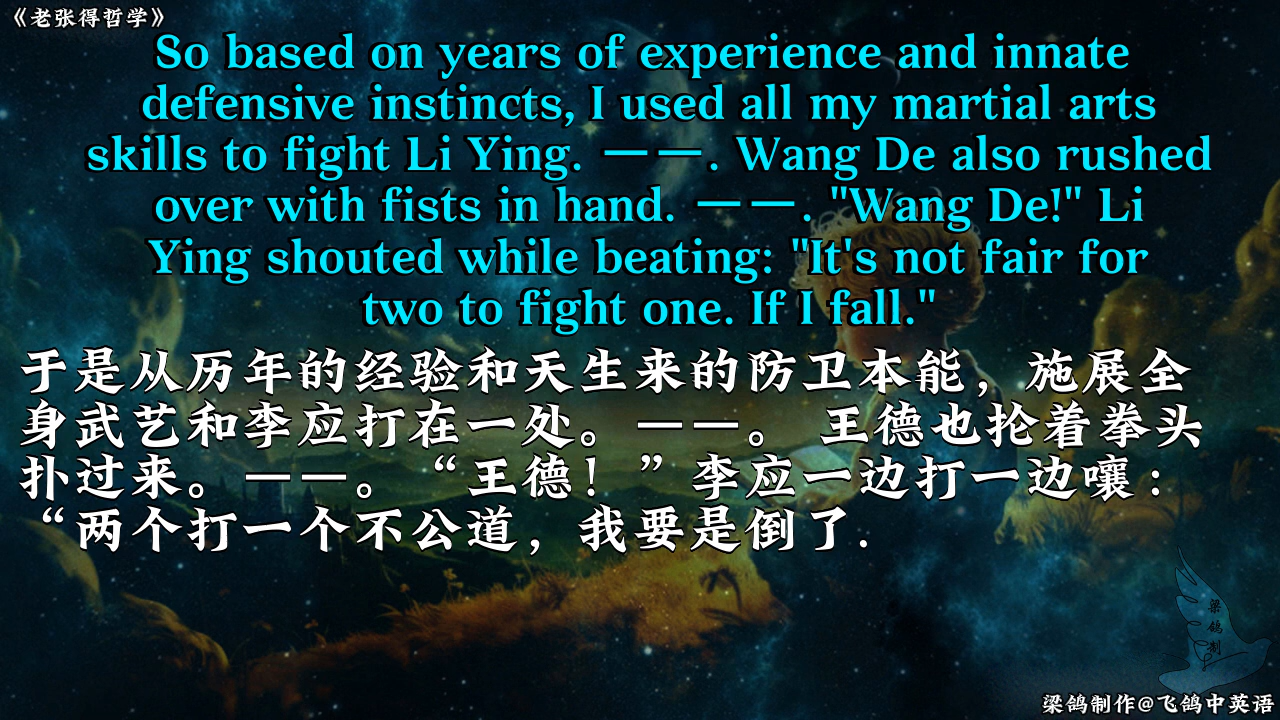 《老张得哲学》
So based on years of experience and innate
defensive instincts, I used all my martial arts
skills to fight Li Ying. ——. Wang De also rushed
over with fists in hand. ——. "Wang De!" Li
Ying shouted while beating: "It's not fair for
two to fight one. If I fall."
于是从历年的经验和天生来的防卫本能，施展全
身武艺和李应打在一处。——。 王德也抡着拳头
扑过来。——。 “王德！”李应一边打一边嚷：
“两个打一个不公道，我要是倒了.
梁鸽制
梁鸽制作@飞鸽中英语